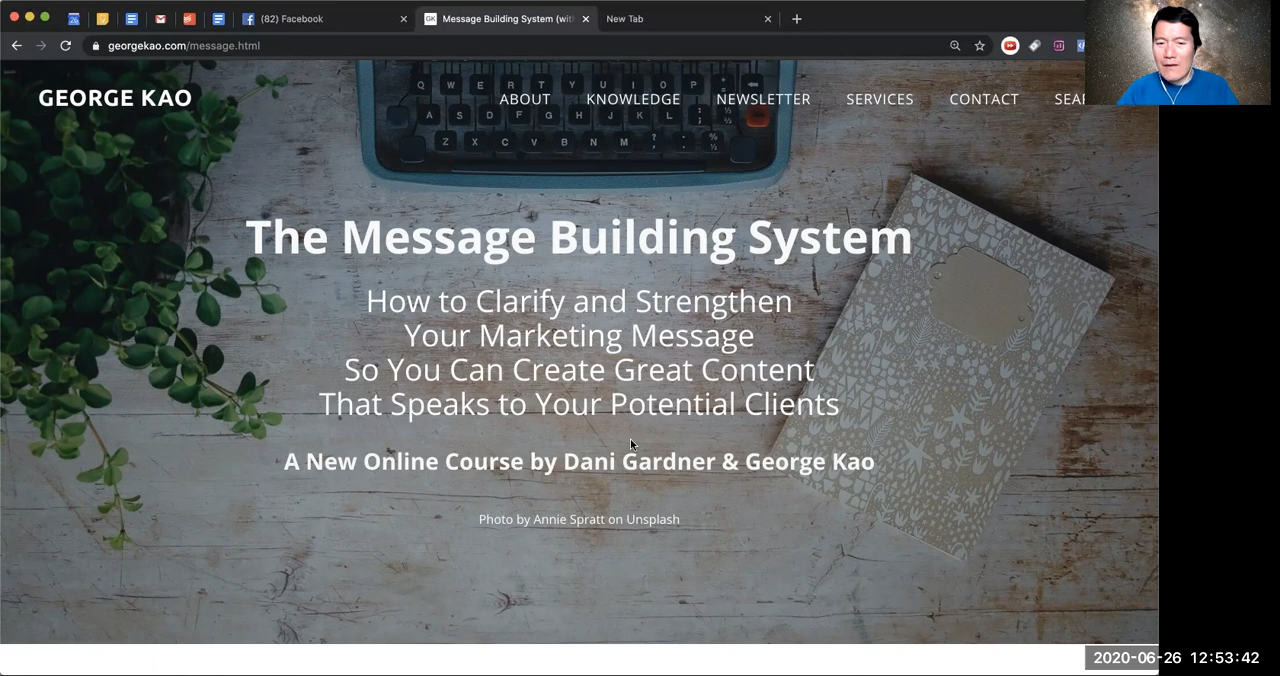 (82) Facebook
Message Building System (wit
New Tab
georgekao.com/message.html
GEORGE KAO
ABOUT KNOWLEDGE NEWSLETTER SERVICES CONTACT SEAR
Q W E R T Y U I O P
A S D F G H J K L
Z X C V B N M
The Message Building System
How to Clarify and Strengthen
Your Marketing Message
So You Can Create Great Content
That Speaks to Your Potential Clients
A New Online Course by Dani Gardner & George Kao
Photo by Annie Spratt on Unsplash
2020-06-26 12:53:42